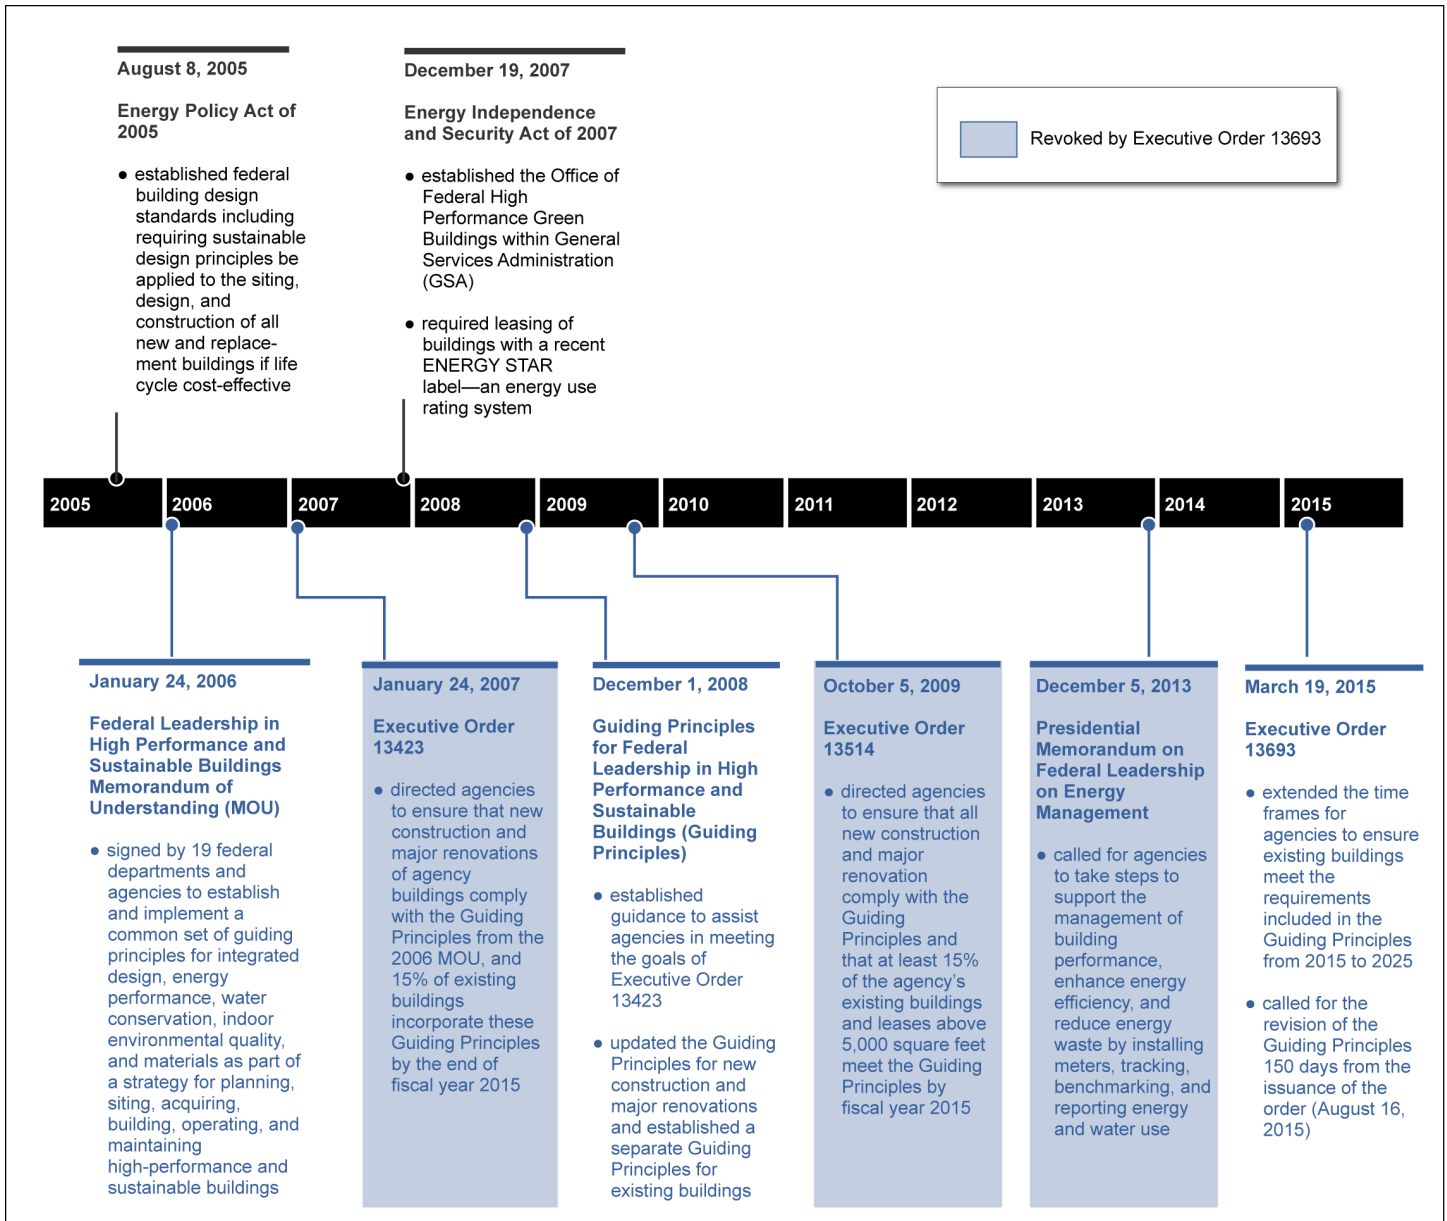 August 8, 2005
Energy Policy Act of
2005
● established federal
building design
standards including
requiring sustainable
design principles be
applied to the siting,
design, and
construction of all
new and replace-
ment buildings if life
cycle cost-effective
December 19, 2007
Energy Independence
and Security Act of 2007
● established the Office of
Federal High
Performance Green
Buildings within General
Services Administration
(GSA)
● required leasing of
buildings with a recent
ENERGY STAR
label—an energy use
rating system
Revoked by Executive Order 13693
2005
2006
2007
2008
2009
2010
2011
2012
2013
2014
2015
January 24, 2006
Federal Leadership in
High Performance and
Sustainable Buildings
Memorandum of
Understanding (MOU)
● signed by 19 federal
departments and
agencies to establish
and implement a
common set of guiding
principles for integrated
design, energy
performance, water
conservation, indoor
environmental quality,
and materials as part of
a strategy for planning,
siting, acquiring,
building, operating, and
maintaining
high-performance and
sustainable buildings
January 24, 2007
Executive Order
13423
● directed agencies
to ensure that new
construction and
major renovations
of agency
buildings comply
with the Guiding
Principles from the
2006 MOU, and
15% of existing
buildings
incorporate these
Guiding Principles
by the end of
fiscal year 2015
December 1, 2008
Guiding Principles
for Federal
Leadership in High
Performance and
Sustainable
Buildings (Guiding
Principles)
● established
guidance to assist
agencies in meeting
the goals of
Executive Order
13423
● updated the Guiding
Principles for new
construction and
major renovations
and established a
separate Guiding
Principles for
existing buildings
October 5, 2009
Executive Order
13514
● directed agencies
to ensure that all
new construction
and major
renovation
comply with the
Guiding
Principles and
that at least 15%
of the agency's
existing buildings
and leases above
5,000 square feet
meet the Guiding
Principles by
fiscal year 2015
December 5, 2013
Presidential
Memorandum on
Federal Leadership
on Energy
Management
● called for agencies
to take steps to
support the
management of
building
performance,
enhance energy
efficiency, and
reduce energy
waste by installing
meters, tracking,
benchmarking, and
reporting energy
and water use
March 19, 2015
Executive Order
13693
● extended the time
frames for
agencies to ensure
existing buildings
meet the
requirements
included in the
Guiding Principles
from 2015 to 2025
● called for the
revision of the
Guiding Principles
150 days from the
issuance of the
order (August 16,
2015)